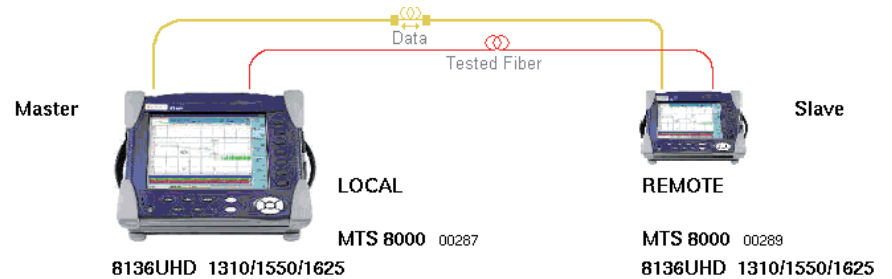 Data
Tested Fiber
Master
Slave
LOCAL
REMOTE
MTS 8000 00287
MTS 8000 00289
8136UHD 1310/1550/1625
8136UHD 1310/1550/1625